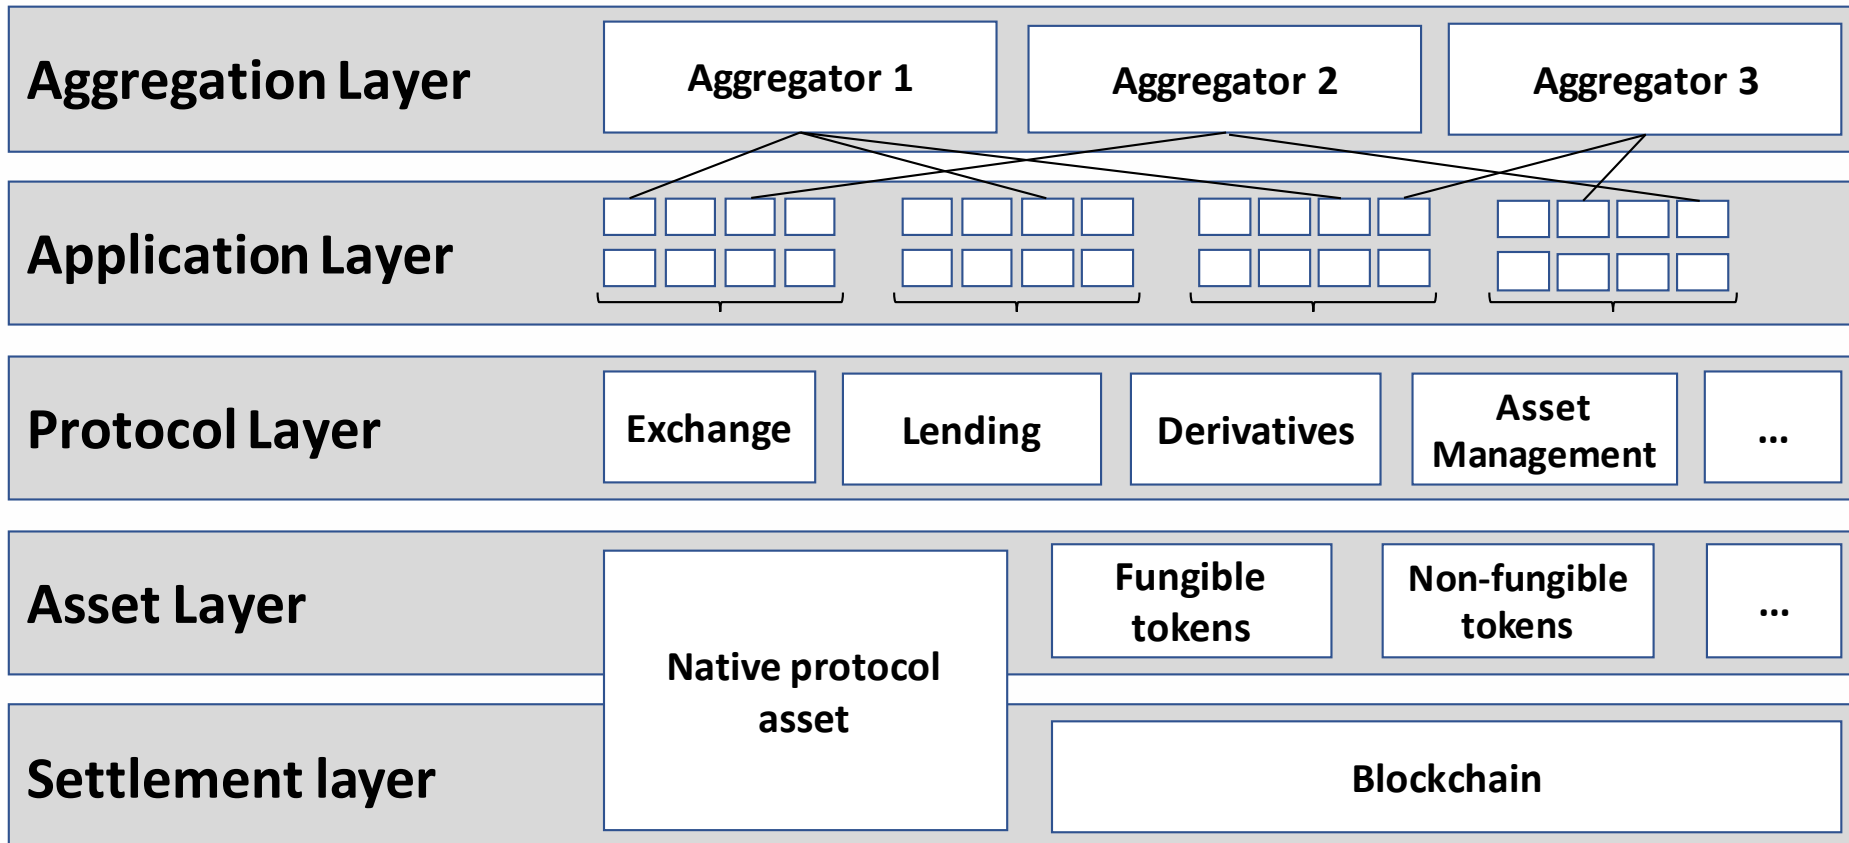 Aggregation Layer
Aggregator 1
Aggregator 2
Aggregator 3
Application Layer
Protocol Layer
Exchange
Lending
Derivatives
Asset
Management
...
Asset Layer
Native protocol
asset
Fungible
tokens
Non-fungible
tokens
...
Settlement layer
Blockchain